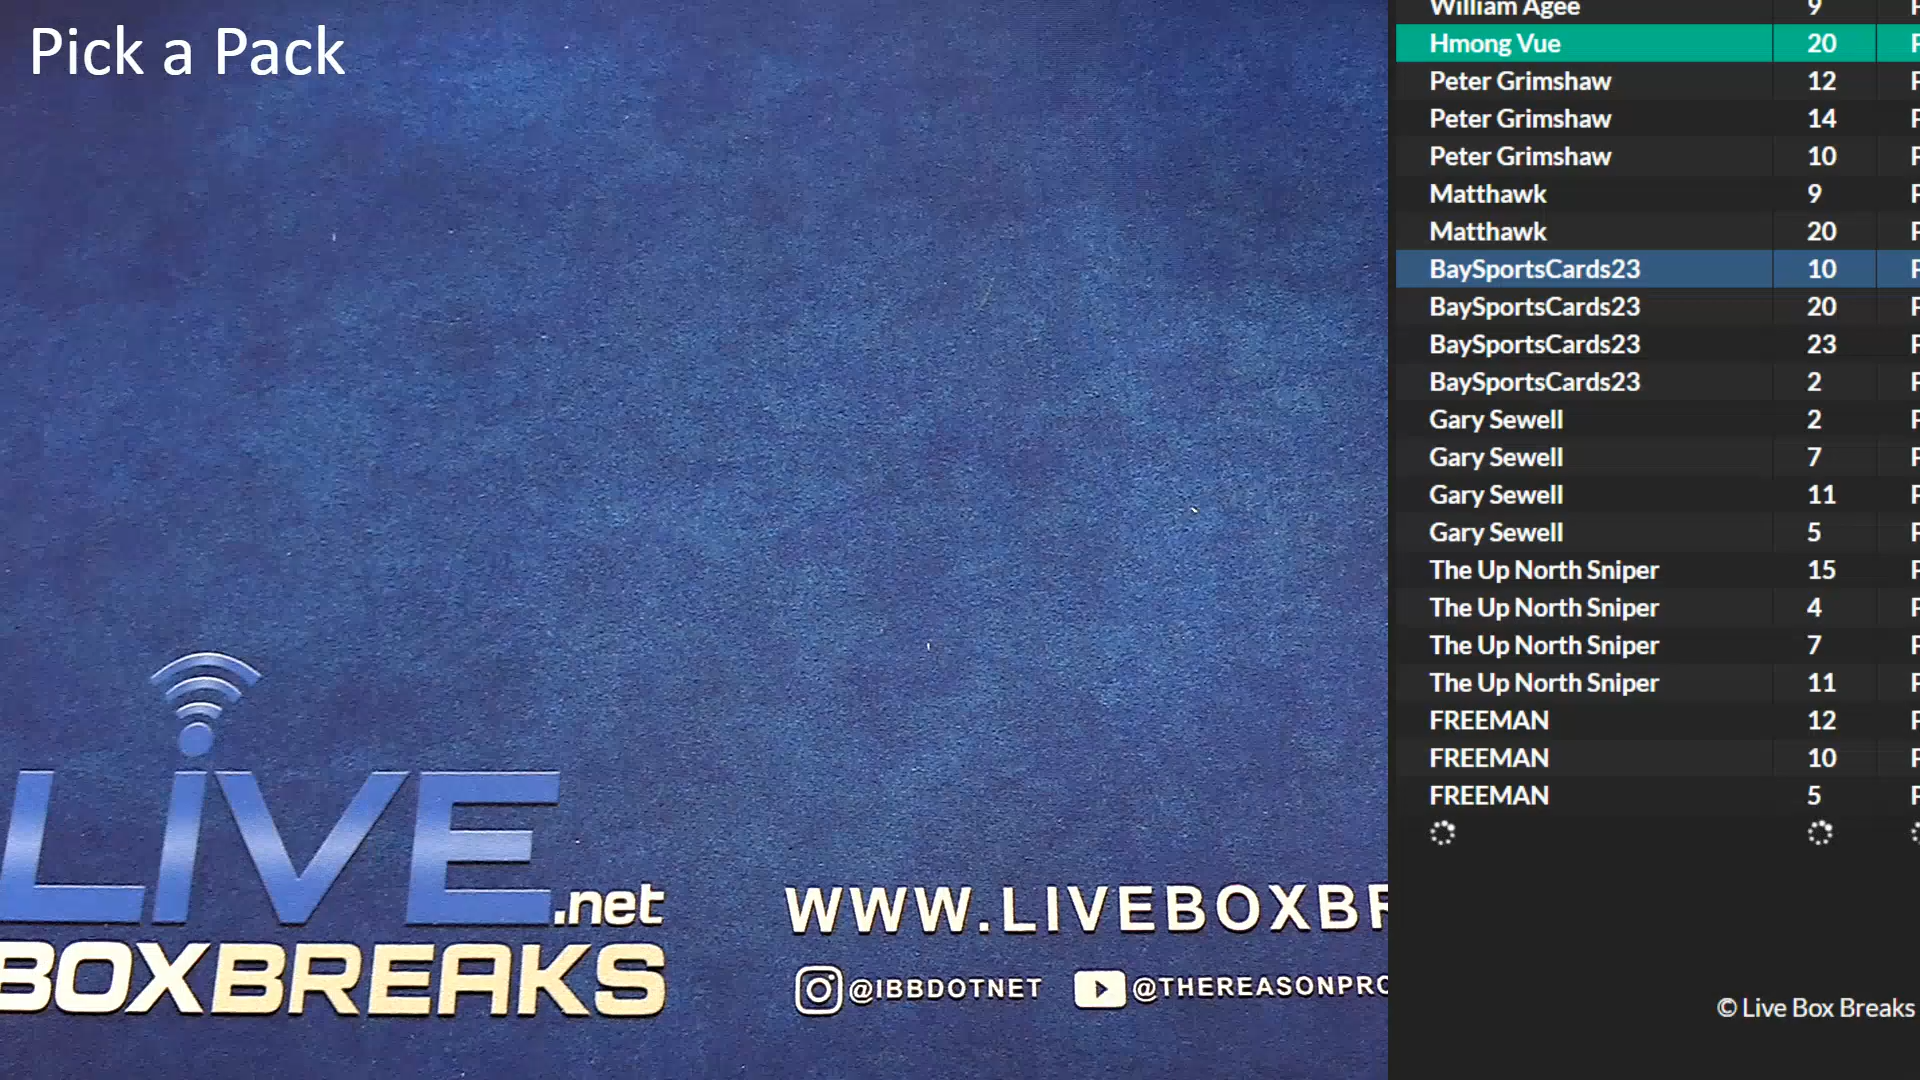 Pick a Pack
William Agee 9
Hmong Vue 20
Peter Grimshaw 12
Peter Grimshaw 14
Peter Grimshaw 10
Matthawk 9
Matthawk 20
BaySportsCards23 10
BaySportsCards23 20
BaySportsCards23 23
BaySportsCards23 2
Gary Sewell 2
Gary Sewell 7
Gary Sewell 11
Gary Sewell 5
The Up North Sniper 15
The Up North Sniper 4
The Up North Sniper 7
The Up North Sniper 11
FREEMAN 12
FREEMAN 10
FREEMAN 5
LiVE.net
BOXBREAKS
WWW.LIVEBOXBR
@IBBDOTNET @THEREASONPRO
© Live Box Breaks